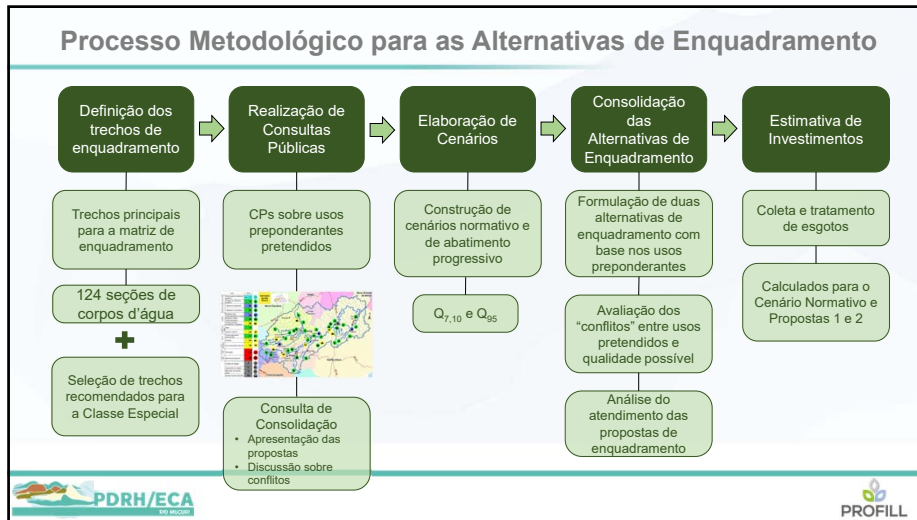 Processo Metodológico para as Alternativas de Enquadramento
Definição dos
trechos de
enquadramento
Trechos principais
para a matriz de
enquadramento
124 seções de
corpos d'água
+
Seleção de trechos
recomendados para
a Classe Especial
Realização de
Consultas
Públicas
CPs sobre usos
preponderantes
pretendidos
Consulta de
Consolidação
• Apresentação das
propostas
• Discussão sobre
conflitos
Elaboração de
Cenários
Construção de
cenários normativo e
de abatimento
progressivo
Q7,10 e Q95
Consolidação
das
Alternativas de
Enquadramento
Formulação de duas
alternativas de
enquadramento com
base nos usos
preponderantes
Avaliação dos
"conflitos" entre usos
pretendidos e
qualidade possível
Análise do
atendimento das
propostas de
enquadramento
Estimativa de
Investimentos
Coleta e tratamento
de esgotos
Calculados para o
Cenário Normativo e
Propostas 1 e 2
PDRH/ECA
RIO MUCURI
PROFILL